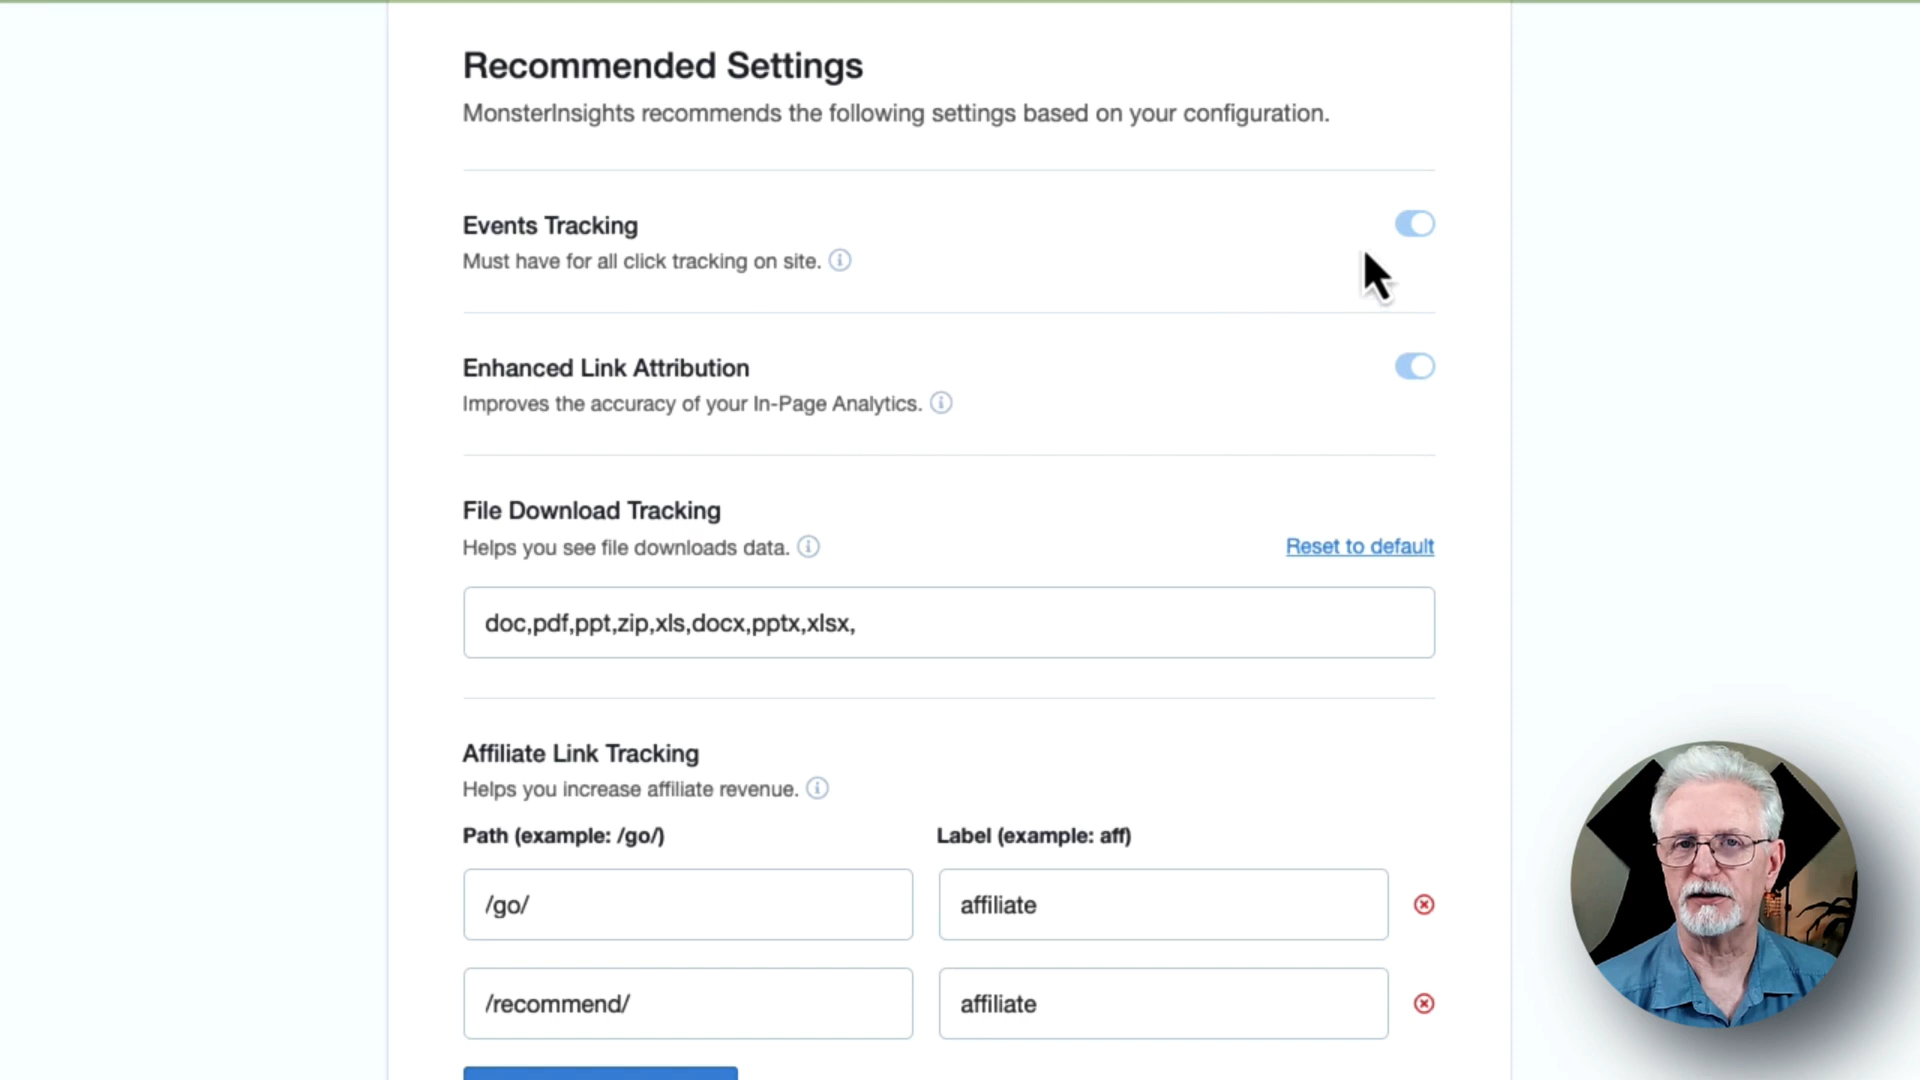 Recommended Settings
MonsterInsights recommends the following settings based on your configuration.
Events Tracking
Must have for all click tracking on site.
Enhanced Link Attribution
Improves the accuracy of your In-Page Analytics.
File Download Tracking
Helps you see file downloads data.
Reset to default
doc,pdf,ppt,zip,xls,docx,pptx,xlsx,
Affiliate Link Tracking
Helps you increase affiliate revenue.
Path (example: /go/) Label (example: aff)
/go/ affiliate
/recommend/ affiliate